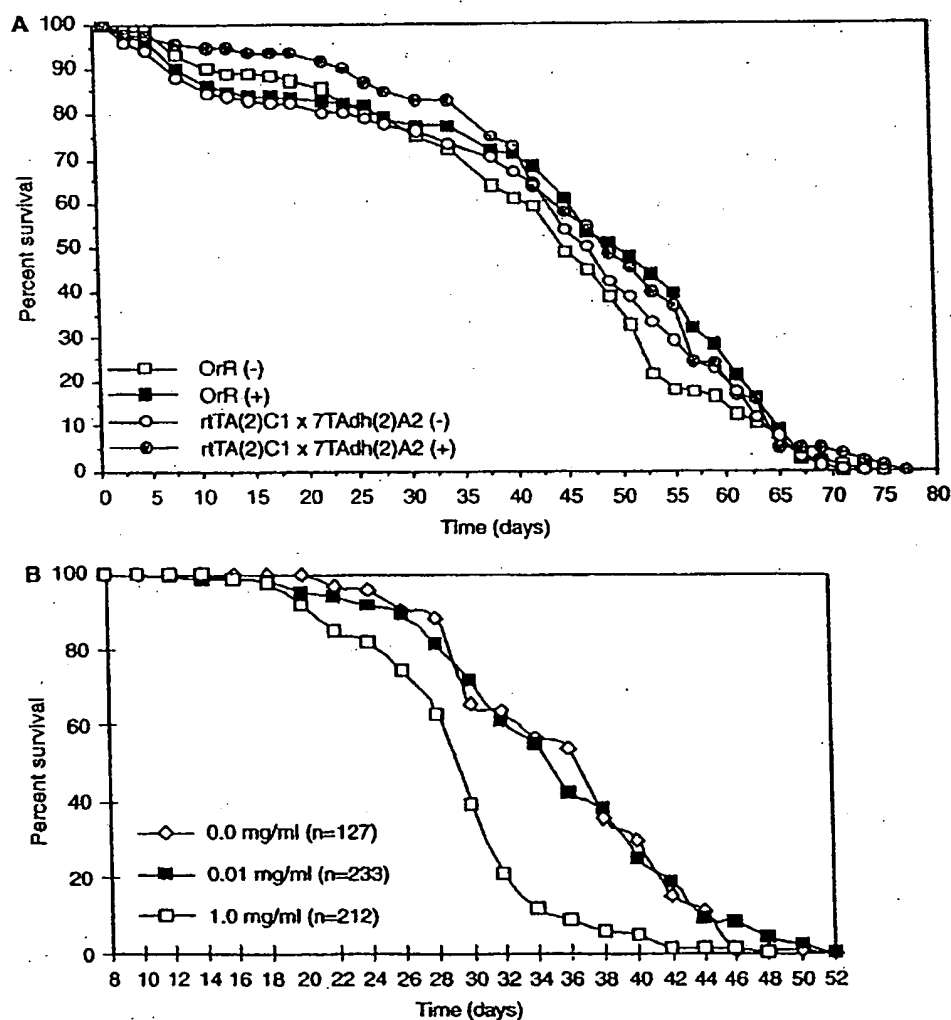 A
100
90
80
70
60
50
40
30
20
10
0
Percent survival
OrR (-)
OrR (+)
rtTA(2)C1 x 7TAdh(2)A2 (-)
rtTA(2)C1 x 7TAdh(2)A2 (+)
0 5 10 15 20 25 30 35 40 45 50 55 60 65 70 75 80
Time (days)
B
100
80
60
40
20
0
Percent survival
0.0 mg/ml (n=127)
0.01 mg/ml (n=233)
1.0 mg/ml (n=212)
8 10 12 14 16 18 20 22 24 26 28 30 32 34 36 38 40 42 44 46 48 50 52
Time (days)